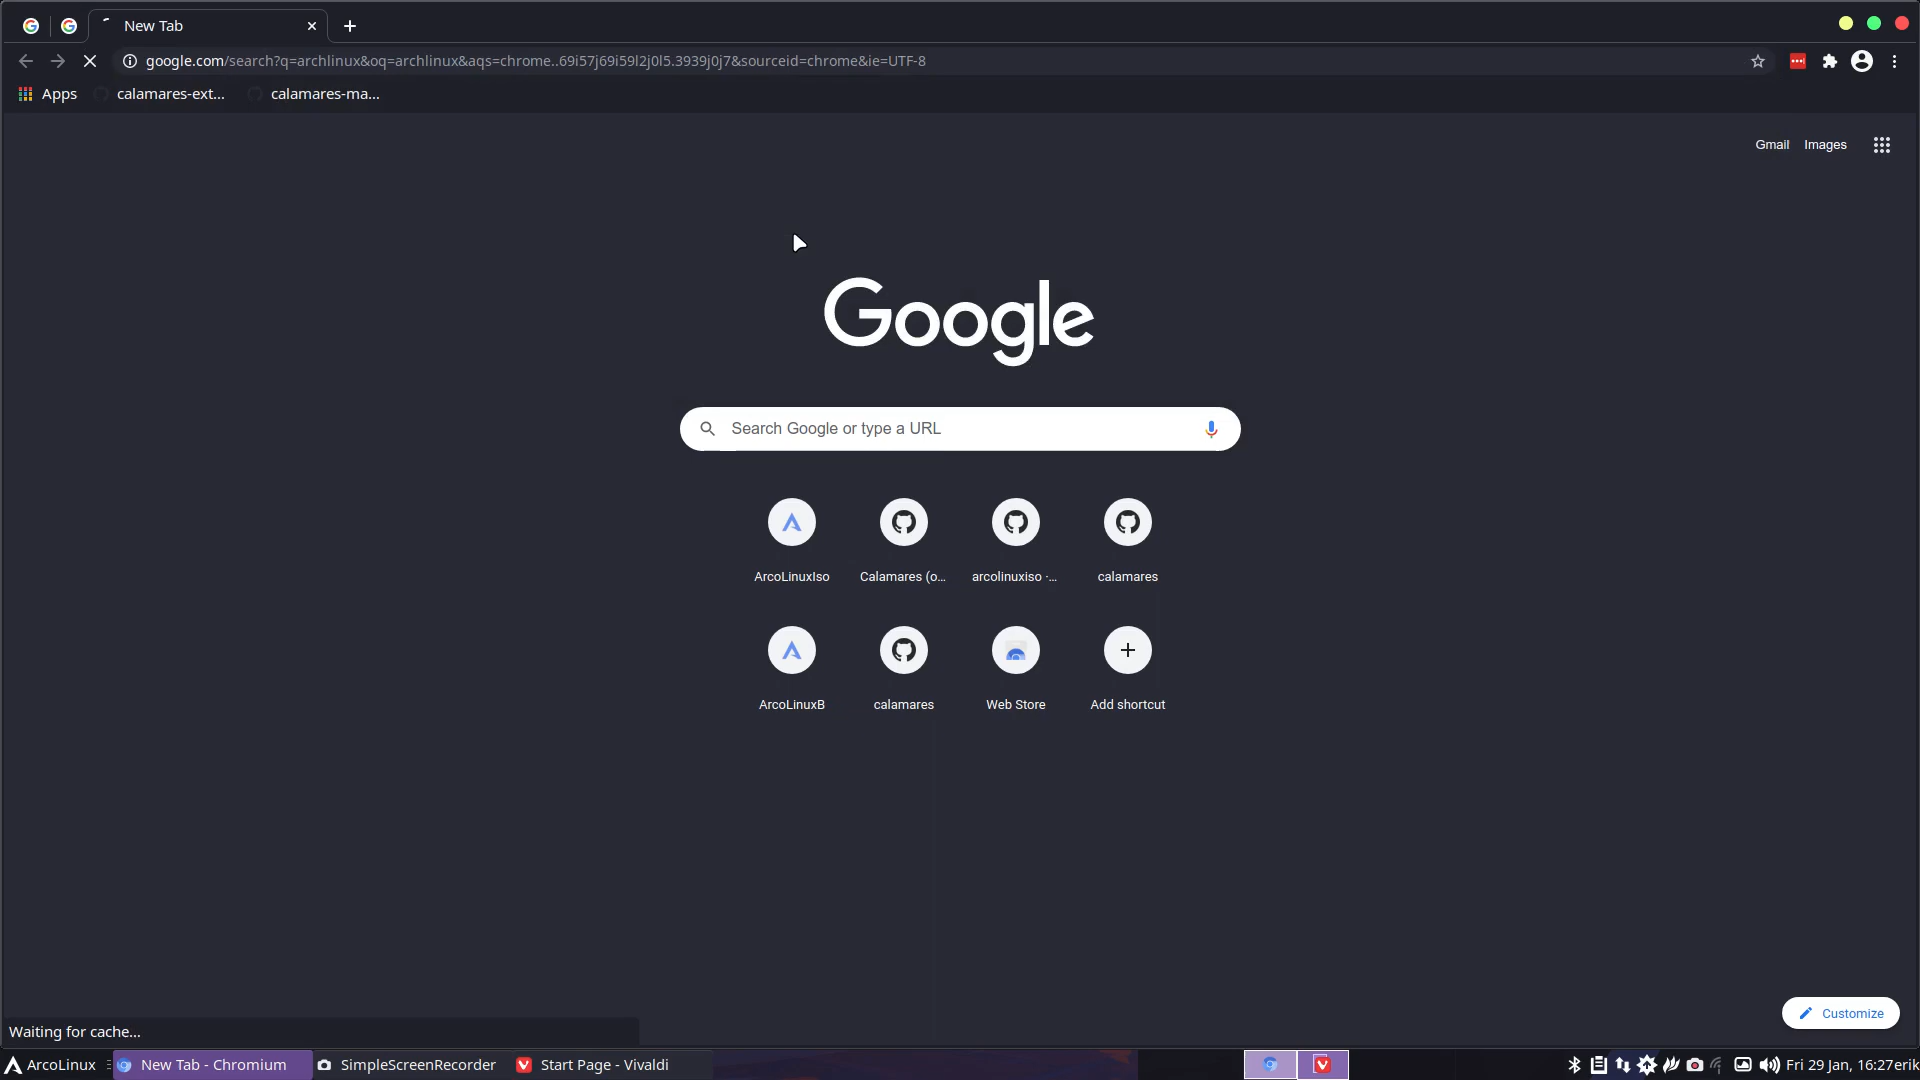 New Tab
google.com/search?q=archlinux&oq=archlinux&aqs=chrome..69i57j69i59l2j0l5.3939j0j7&sourceid=chrome&ie=UTF-8
Apps
calamares-ext...
calamares-ma...
Gmail
Images
Google
Search Google or type a URL
ArcoLinuxIso
Calamares (o...
arcolinuxiso ·...
calamares
ArcoLinuxB
calamares
Web Store
Add shortcut
Customize
Waiting for cache...
ArcoLinux
New Tab - Chromium
SimpleScreenRecorder
Start Page - Vivaldi
Fri 29 Jan, 16:27
erik